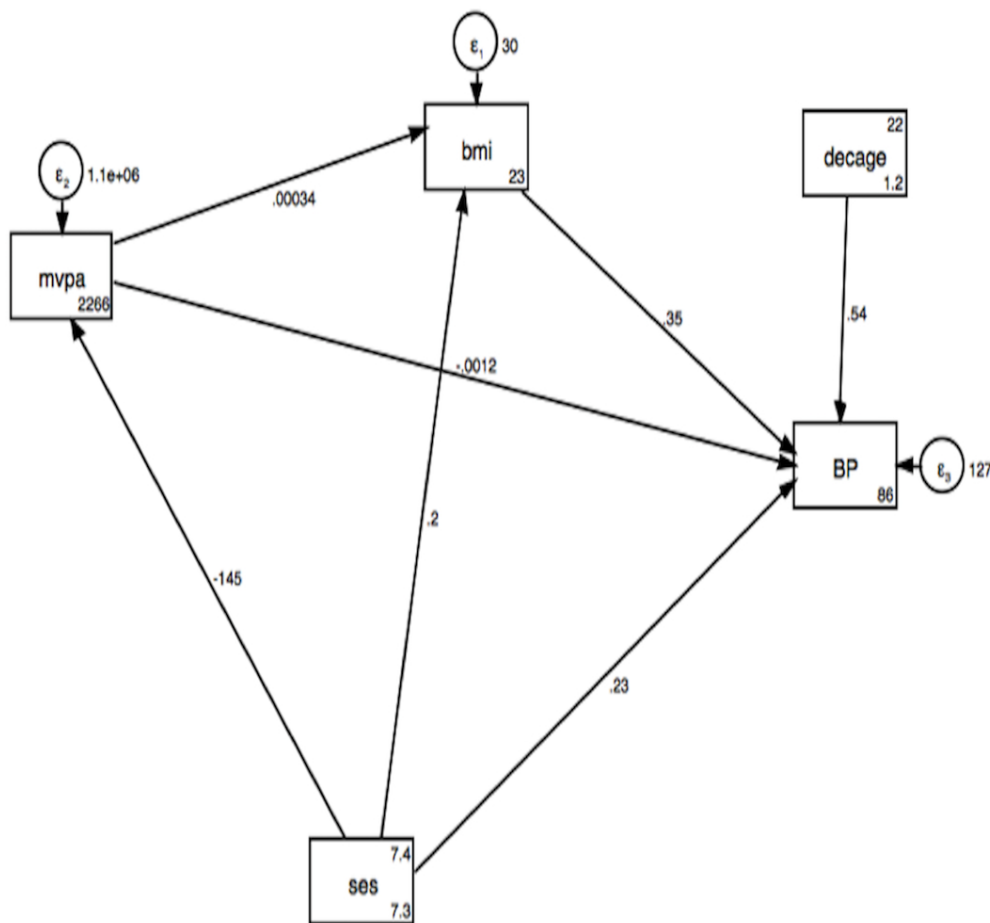 ε1 30
bmi
23
22
decage
1.2
ε2 1.1e+06
mvpa
2266
.00034
.35
.54
-.0012
BP
86
ε3 127
.2
-145
.23
7.4
ses
7.3